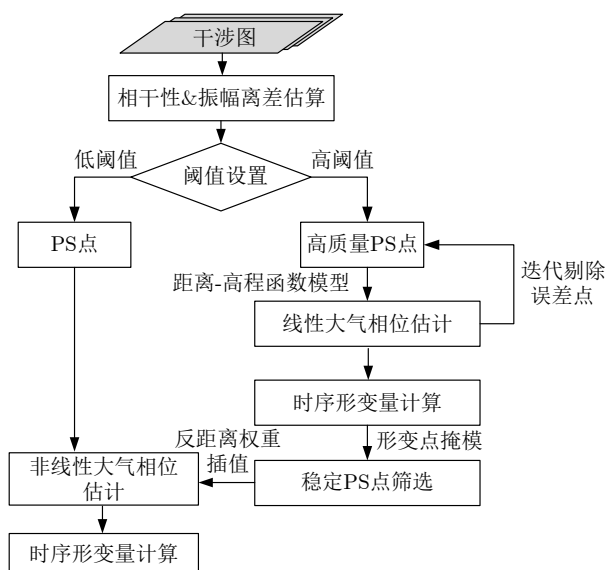 干涉图
相干性&振幅离差估算
低阈值
阈值设置
高阈值
PS点
高质量PS点
距离-高程函数模型
迭代剔除
误差点
线性大气相位估计
时序形变量计算
反距离权重
插值
形变点掩模
非线性大气相位
估计
稳定PS点筛选
时序形变量计算